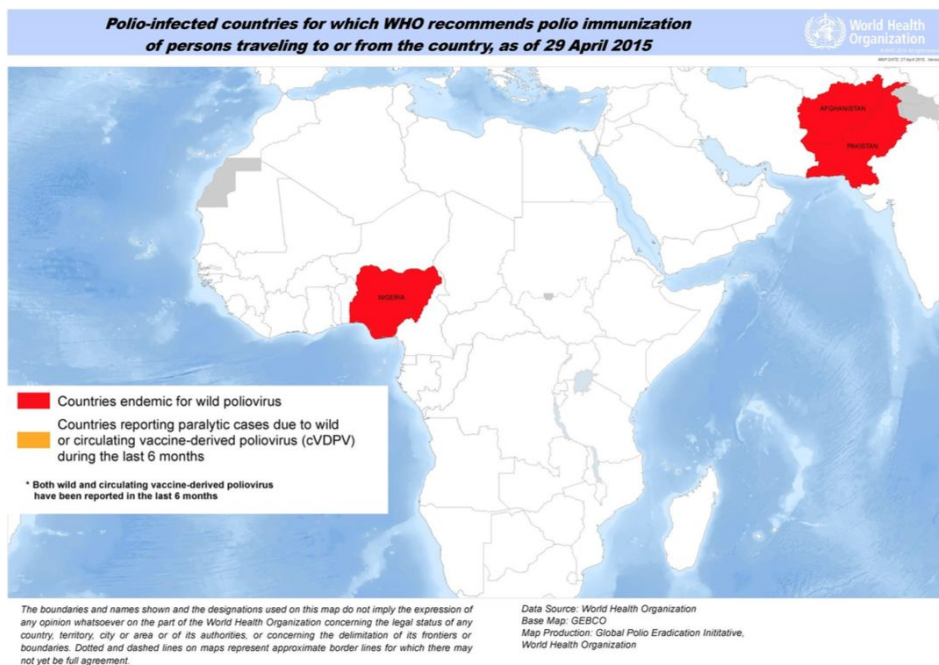 Polio-infected countries for which WHO recommends polio immunization
of persons traveling to or from the country, as of 29 April 2015
World Health
Organization
AFGHANISTAN
PAKISTAN
NIGERIA
Countries endemic for wild poliovirus
Countries reporting paralytic cases due to wild
or circulating vaccine-derived poliovirus (cVDPV)
during the last 6 months
* Both wild and circulating vaccine-derived poliovirus
have been reported in the last 6 months
The boundaries and names shown and the designations used on this map do not imply the expression of
any opinion whatsoever on the part of the World Health Organization concerning the legal status of any
country, territory, city or area or of its authorities, or concerning the delimitation of its frontiers or
boundaries. Dotted and dashed lines on maps represent approximate border lines for which there may
not yet be full agreement.
Data Source: World Health Organization
Base Map: GEBCO
Map Production: Global Polio Eradication Inititative,
World Health Organization